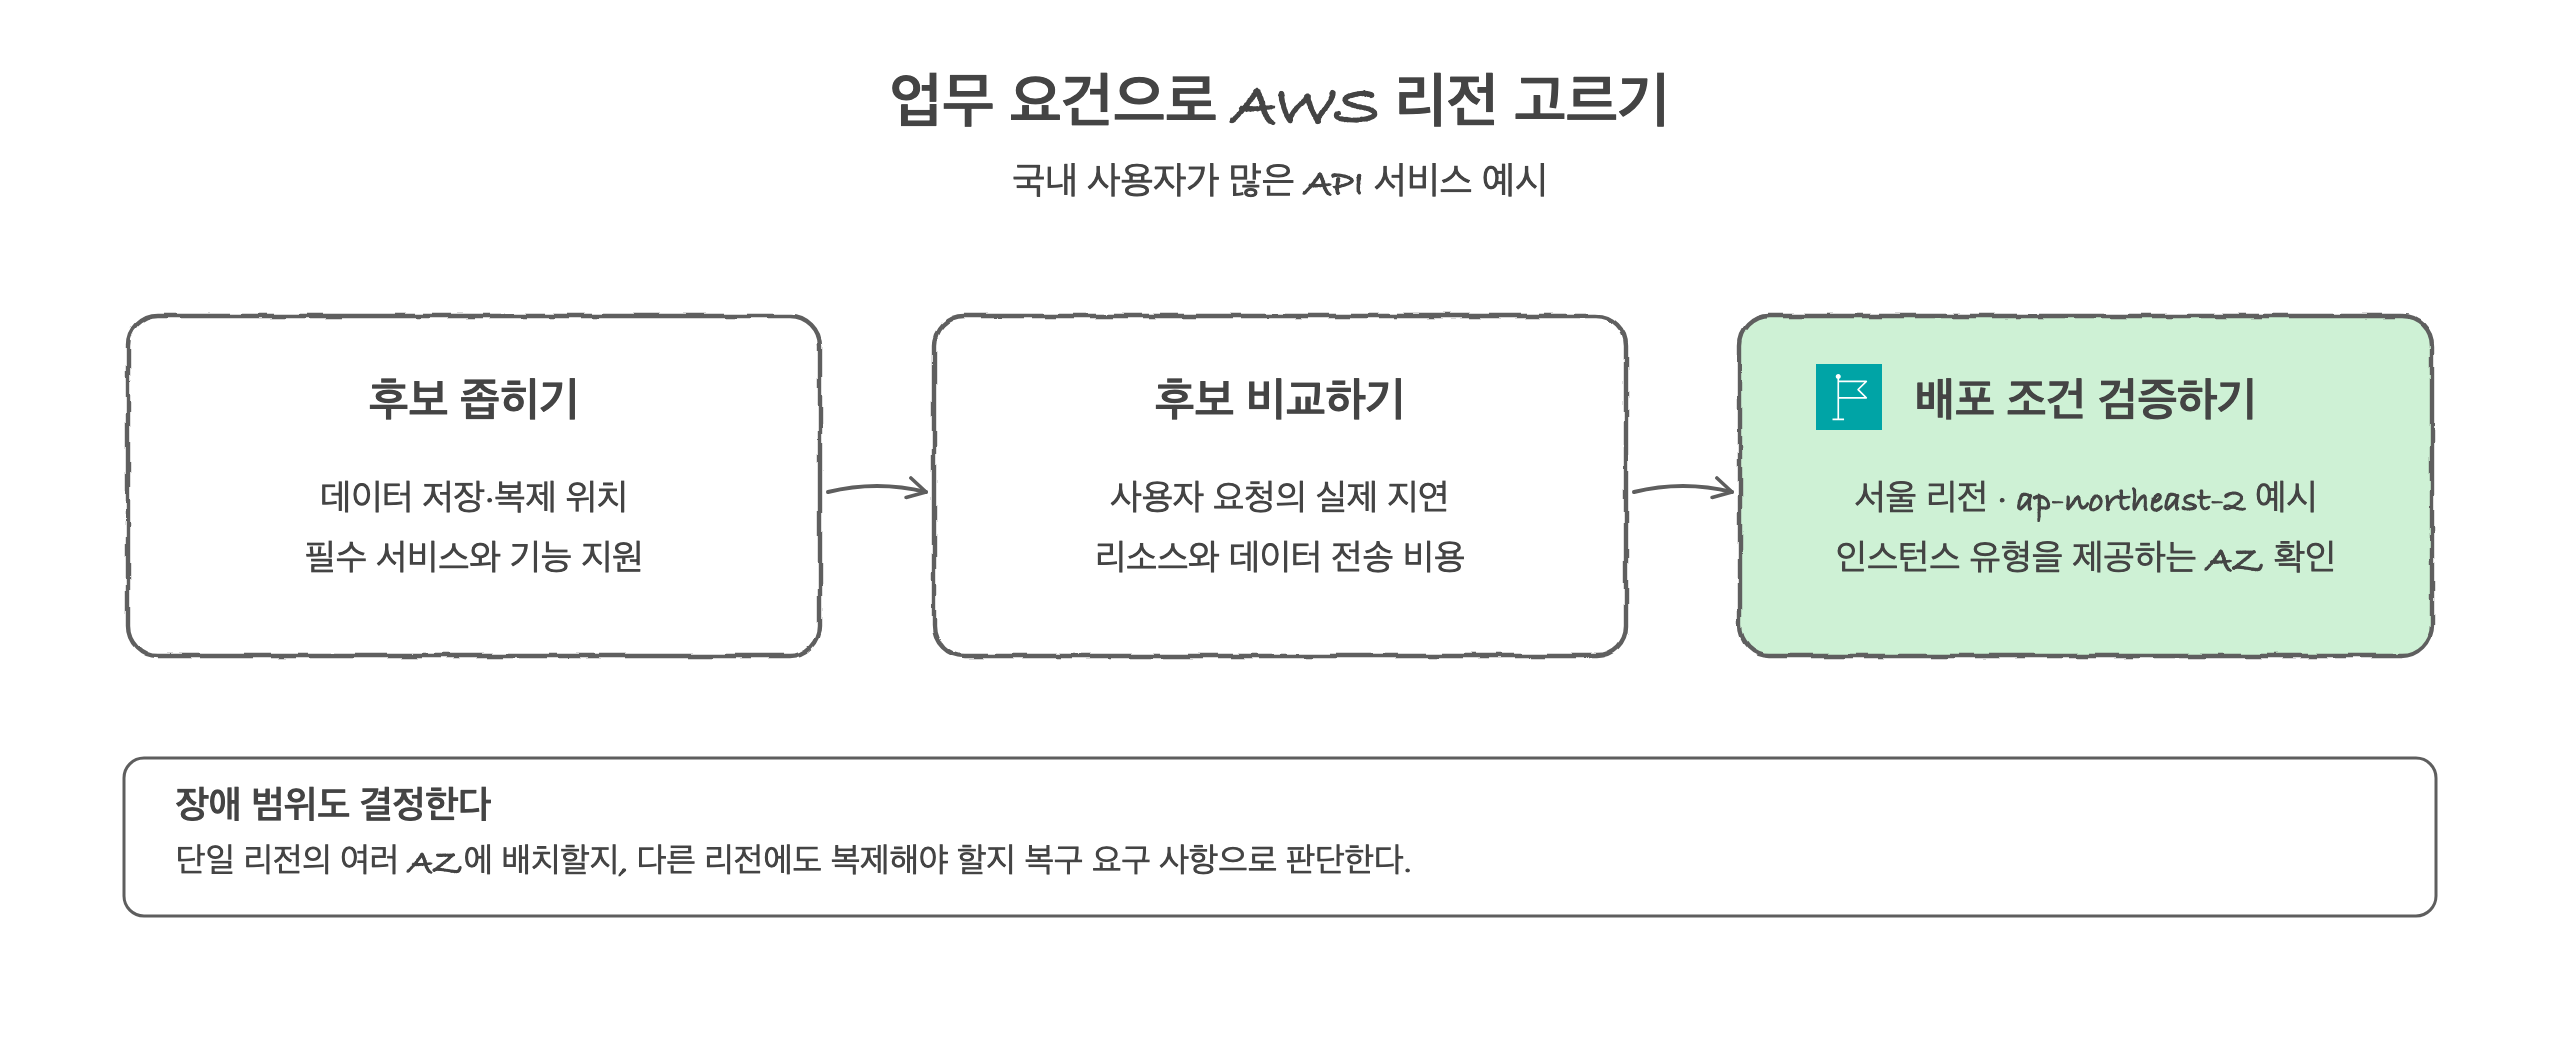 업무 요건으로 AWS 리전 고르기
국내 사용자가 많은 API 서비스 예시
후보 좁히기
데이터 저장·복제 위치
필수 서비스와 기능 지원
후보 비교하기
사용자 요청의 실제 지연
리소스와 데이터 전송 비용
배포 조건 검증하기
서울 리전 · ap-northeast-2 예시
인스턴스 유형을 제공하는 AZ 확인
장애 범위도 결정한다
단일 리전의 여러 AZ에 배치할지, 다른 리전에도 복제해야 할지 복구 요구 사항으로 판단한다.